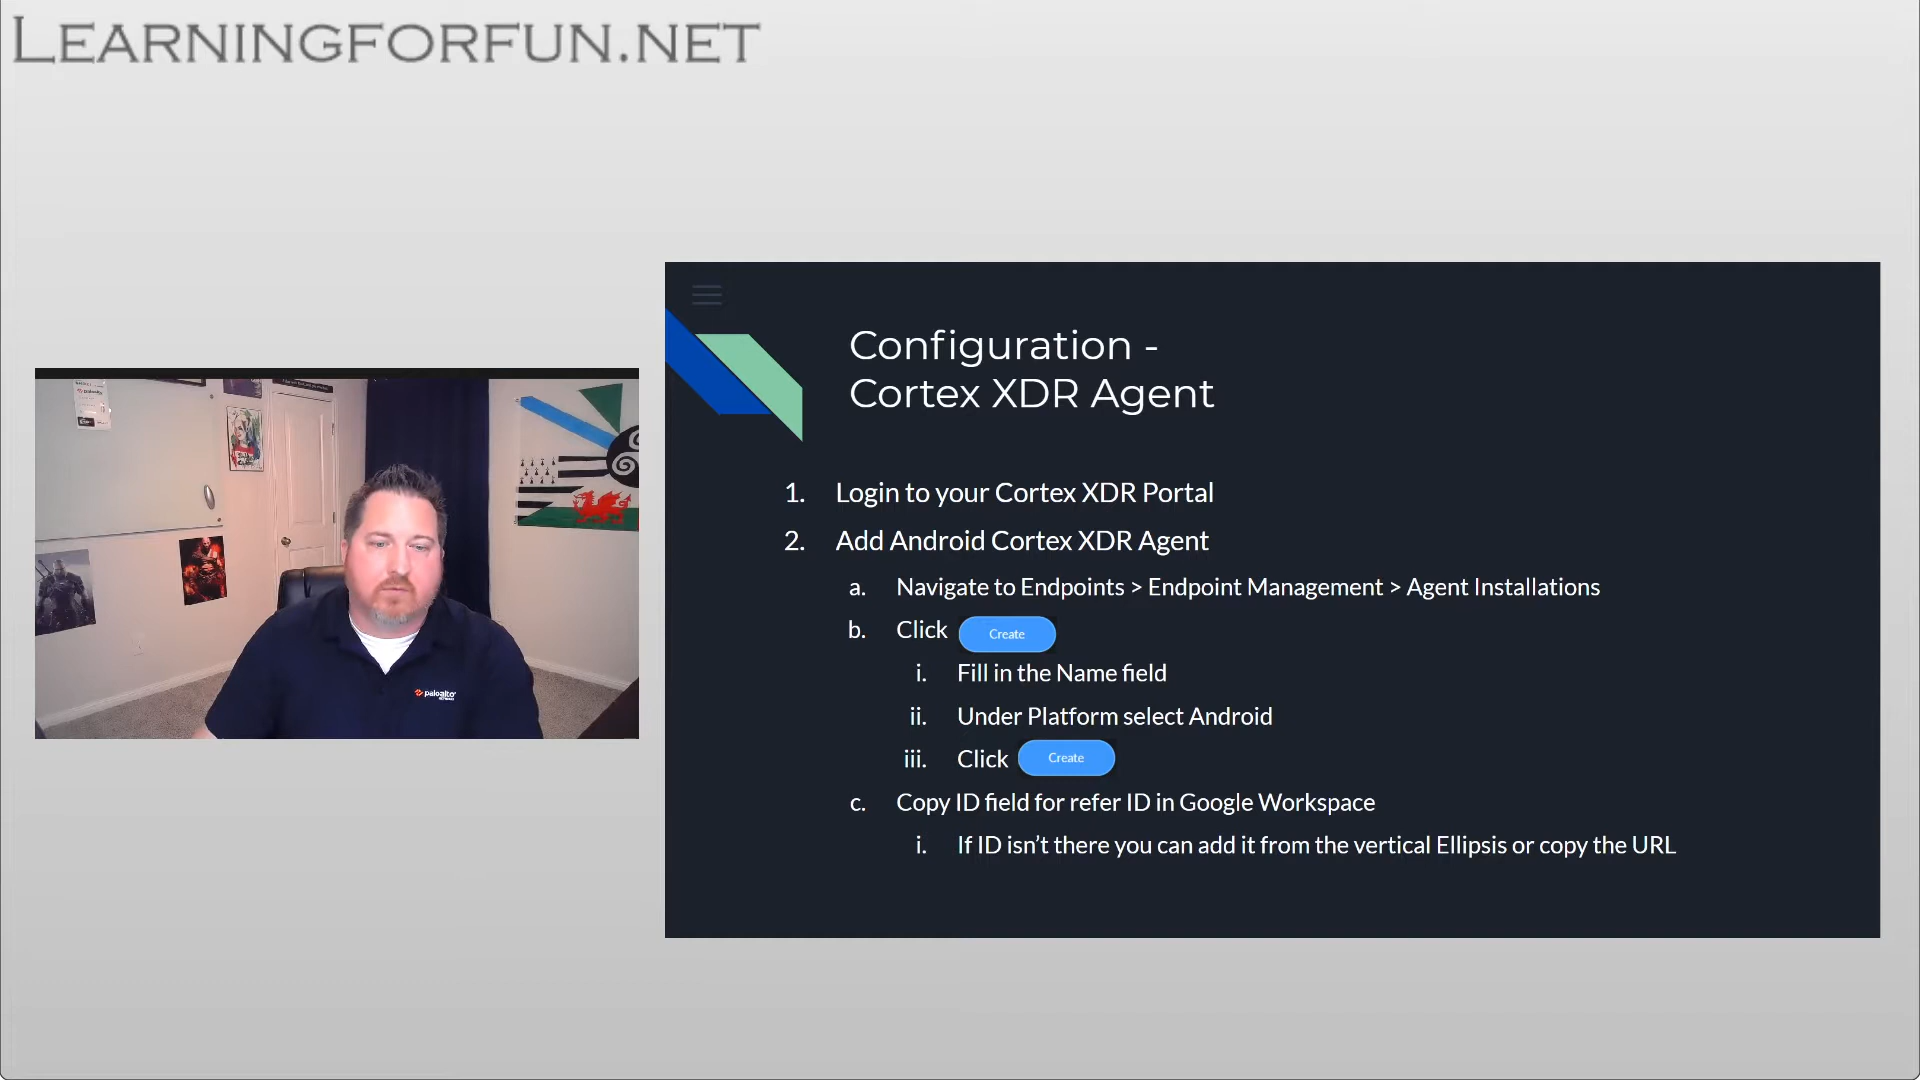 LEARNINGFORFUN.NET
Configuration -
Cortex XDR Agent
1. Login to your Cortex XDR Portal
2. Add Android Cortex XDR Agent
a. Navigate to Endpoints > Endpoint Management > Agent Installations
b. Click Create
i. Fill in the Name field
ii. Under Platform select Android
iii. Click Create
c. Copy ID field for refer ID in Google Workspace
i. If ID isn't there you can add it from the vertical Ellipsis or copy the URL
paloalto